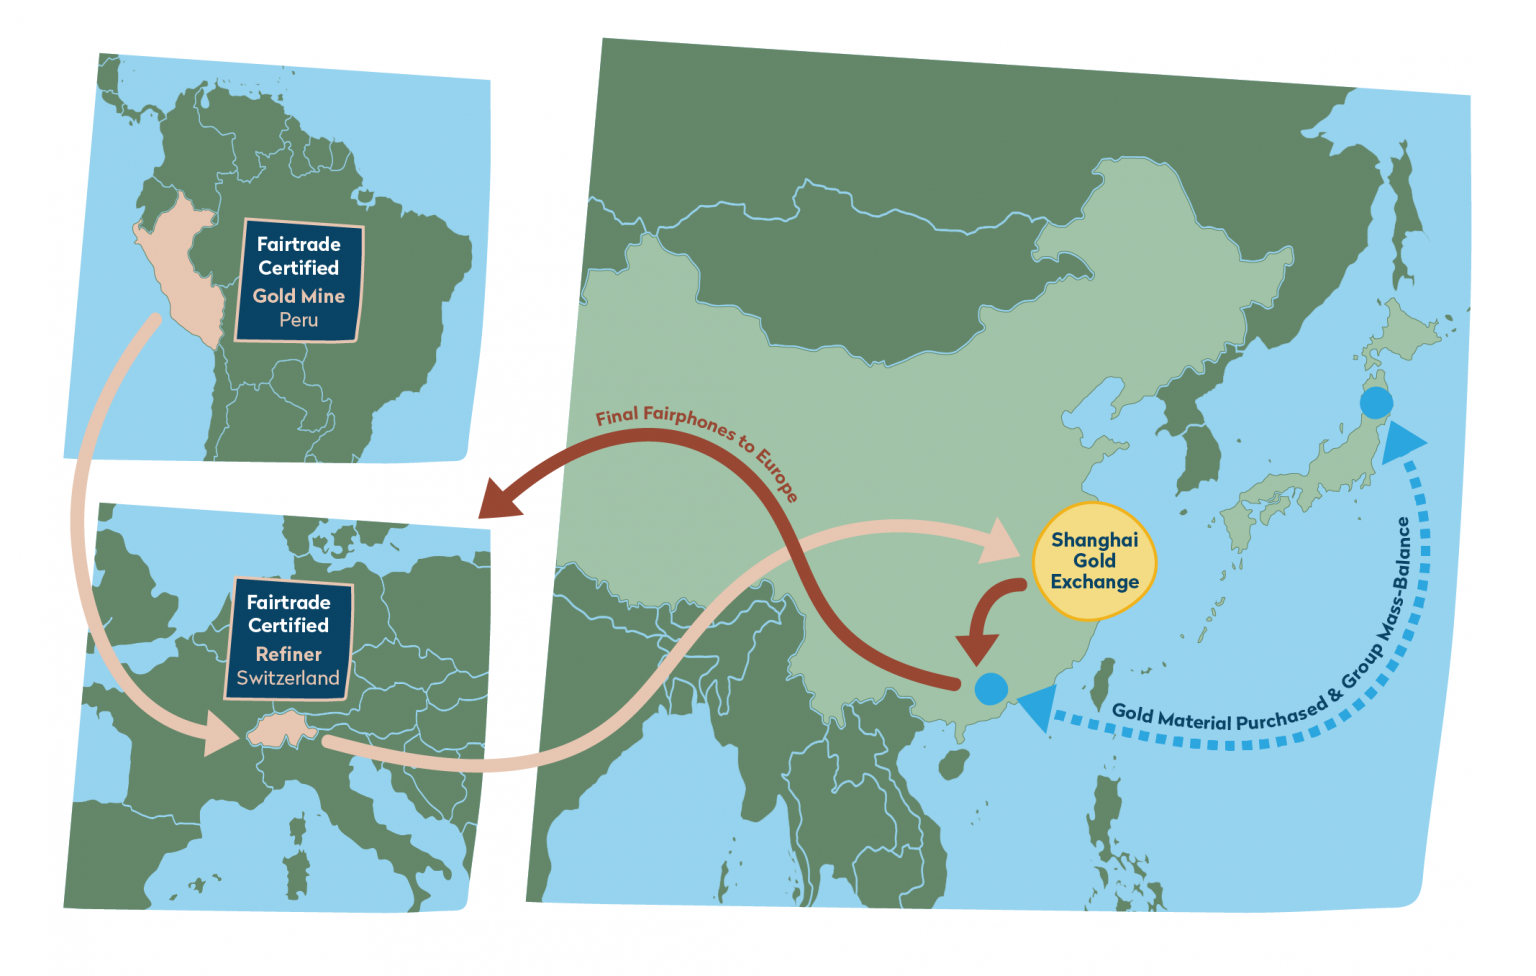 Fairtrade
Certified
Gold Mine
Peru
Fairtrade
Certified
Refiner
Switzerland
Final Fairphones to Europe
Shanghai
Gold
Exchange
Gold Material Purchased & Group Mass-Balance